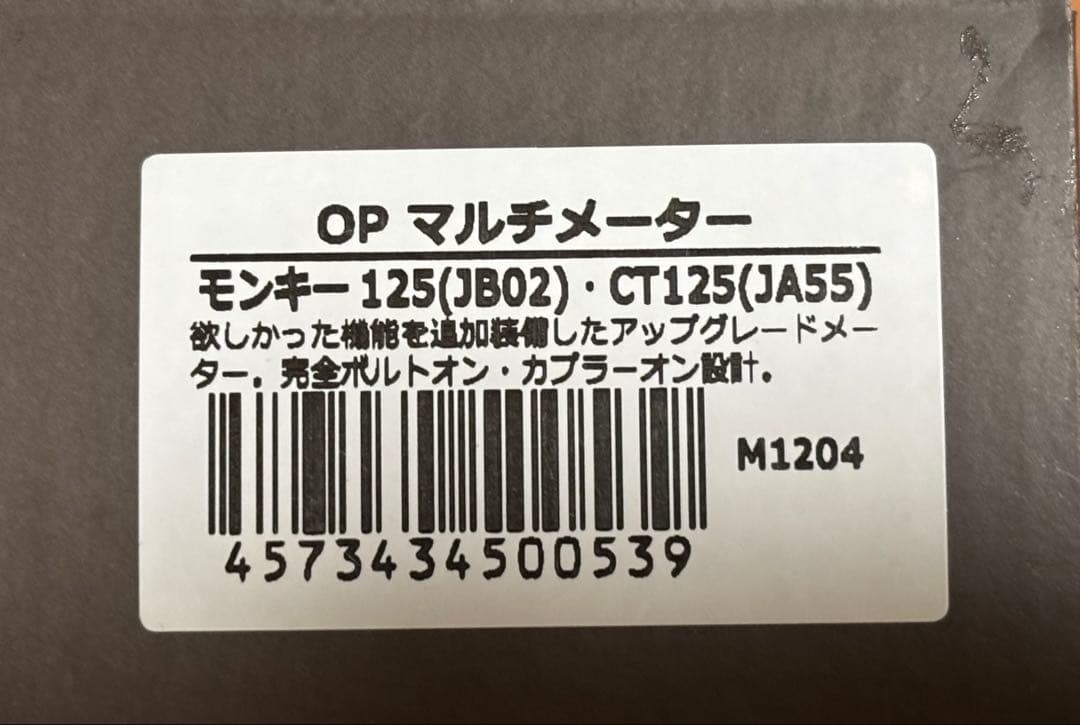 OP マルチメーター
モンキー 125(JB02)・CT125(JA55)
欲しかった機能を追加装備したアップグレードメー
ター. 完全ボルトオン・カプラーオン設計.
M1204
4573434500539